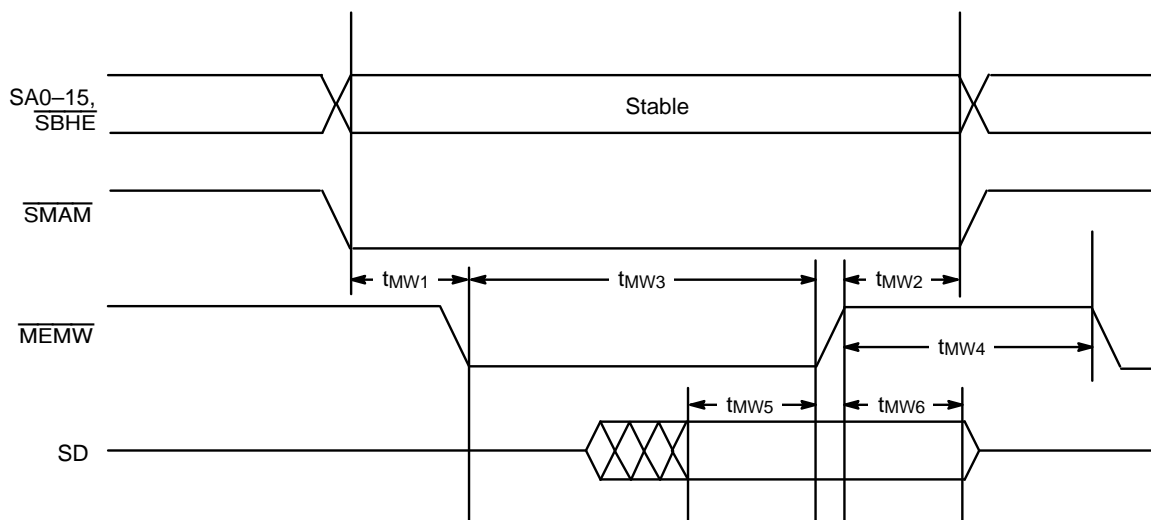 SA0–15,
SBHE
Stable
SMAM
tMW1
tMW3
tMW2
MEMW
tMW4
tMW5
tMW6
SD